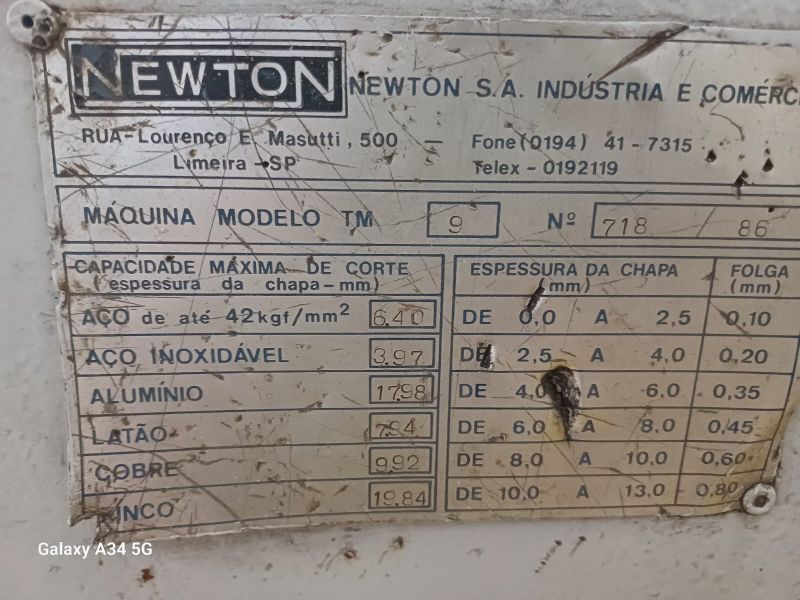 NEWTON
NEWTON S.A. INDÚSTRIA E COMÉRC
RUA-Lourenço E. Masutti, 500 — Fone (0194) 41-7315
Limeira - SP Telex - 0192119
MÁQUINA MODELO TM 9 Nº 718 / 86
CAPACIDADE MÁXIMA DE CORTE
(espessura da chapa-mm)
AÇO de até 42kgf/mm² 6.40
AÇO INOXIDÁVEL 3.97
ALUMÍNIO 17.98
LATÃO 7.94
COBRE 9.92
INCO 19.84
ESPESSURA DA CHAPA FOLGA
(mm) (mm)
DE 0,0 A 2,5 0,10
DE 2,5 A 4,0 0,20
DE 4,0 A 6,0 0,35
DE 6,0 A 8,0 0,45
DE 8,0 A 10,0 0,60
DE 10,0 A 13,0 0,80
Galaxy A34 5G